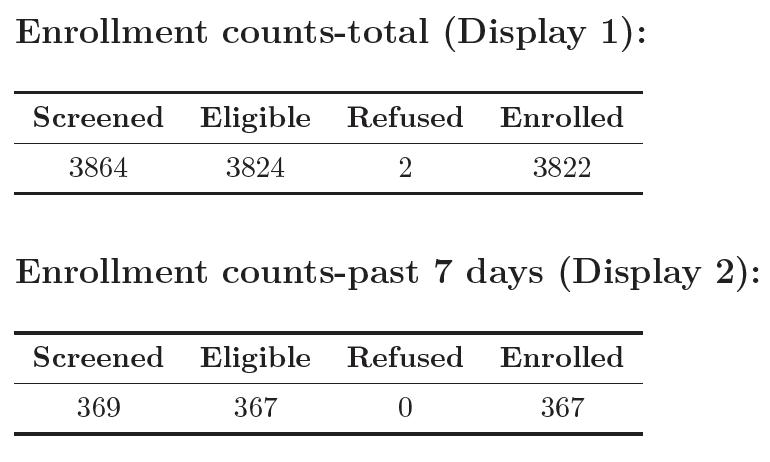 Enrollment counts-total (Display 1):
Screened Eligible Refused Enrolled
3864 3824 2 3822
Enrollment counts-past 7 days (Display 2):
Screened Eligible Refused Enrolled
369 367 0 367